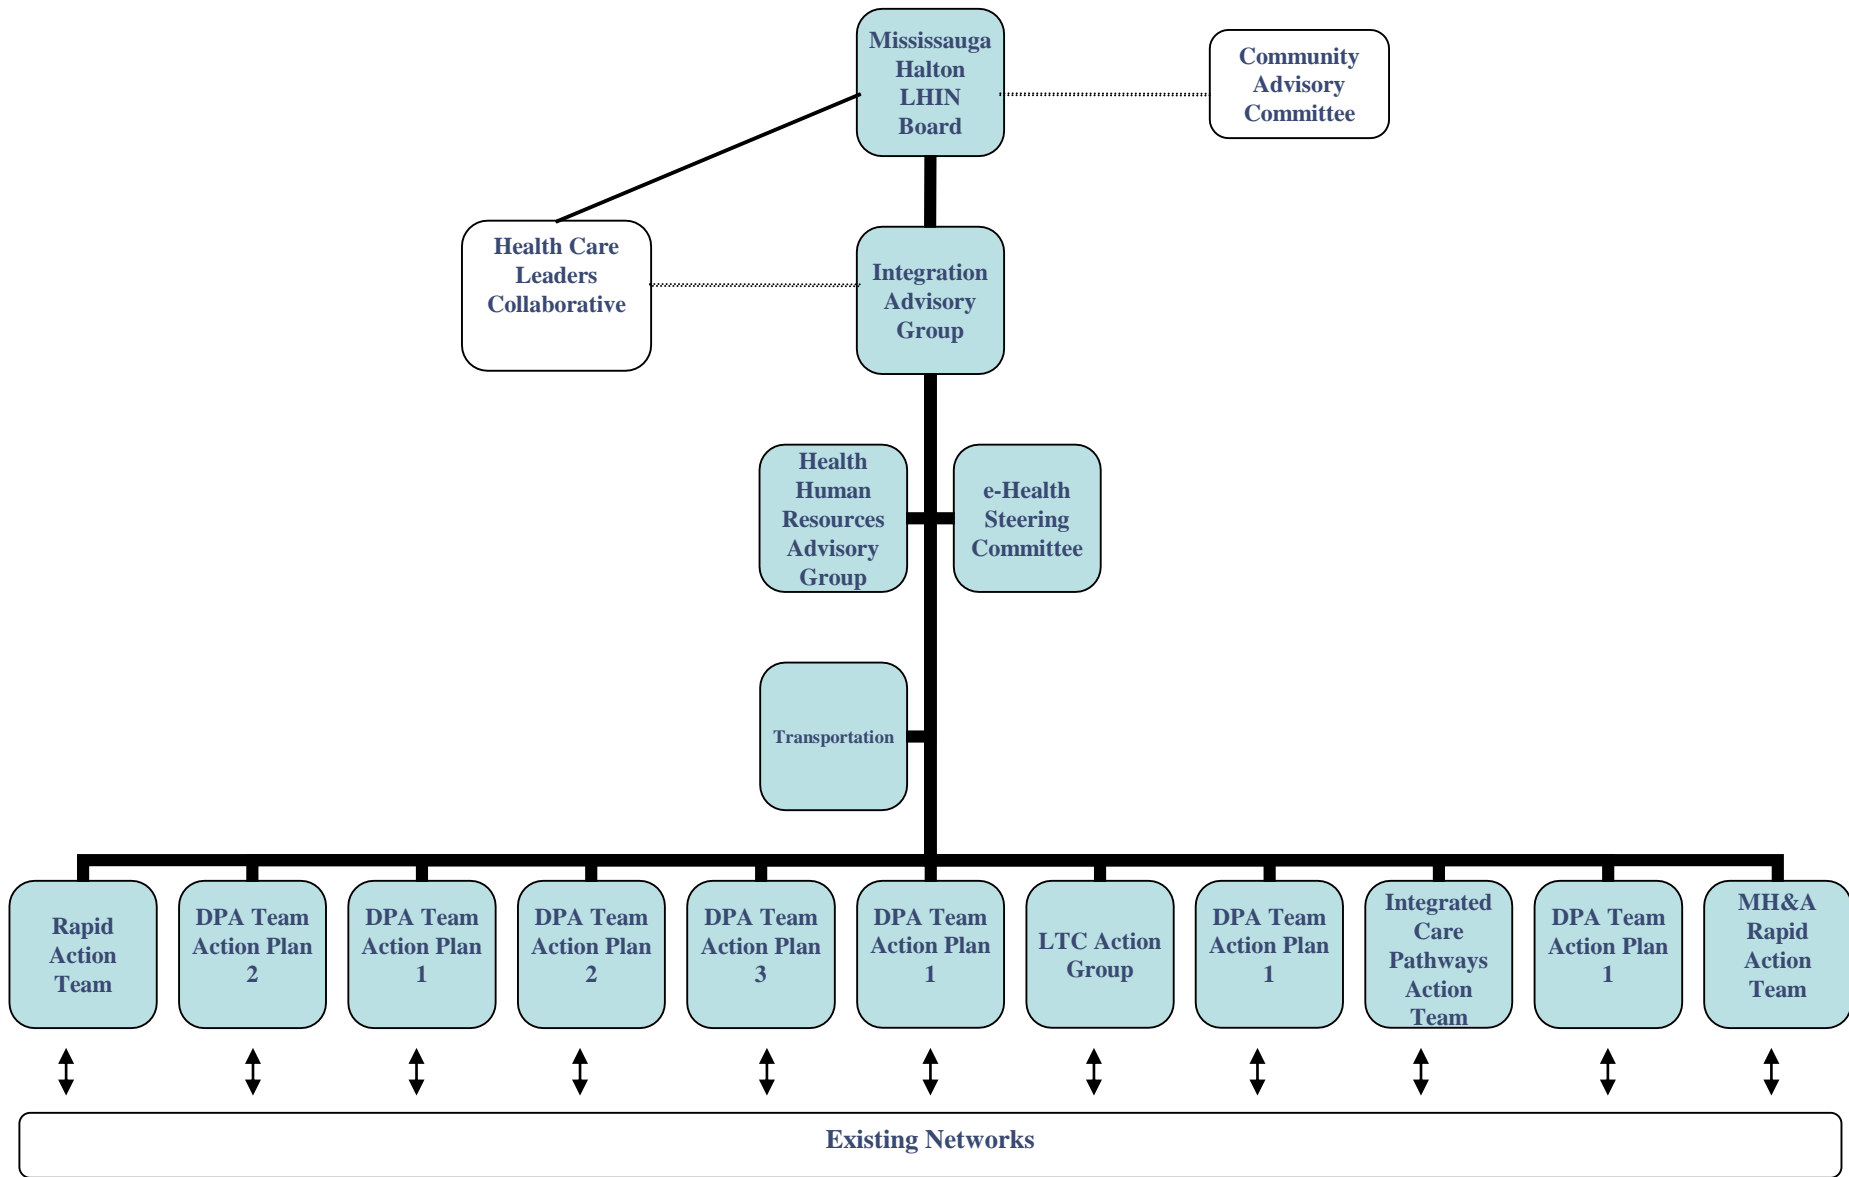 Mississauga
Halton
LHIN
Board
Community
Advisory
Committee
Health Care
Leaders
Collaborative
Integration
Advisory
Group
Health
Human
Resources
Advisory
Group
e-Health
Steering
Committee
Transportation
Rapid
Action
Team
DPA Team
Action Plan
2
DPA Team
Action Plan
1
DPA Team
Action Plan
2
DPA Team
Action Plan
3
DPA Team
Action Plan
1
LTC Action
Group
DPA Team
Action Plan
1
Integrated
Care
Pathways
Action
Team
DPA Team
Action Plan
1
MH&A
Rapid
Action
Team
Existing Networks